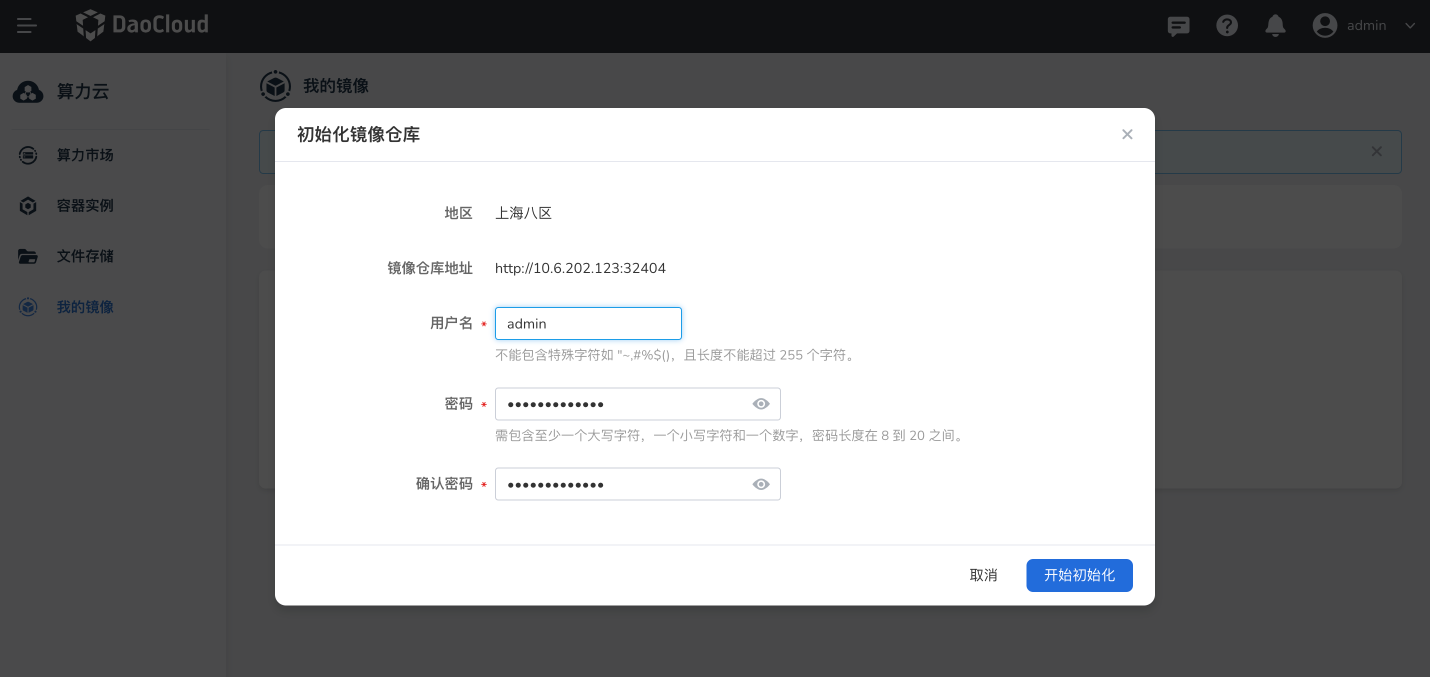 DaoCloud
admin
算力云
我的镜像
算力市场
容器实例
文件存储
我的镜像
初始化镜像仓库
地区 上海八区
镜像仓库地址 http://10.6.202.123:32404
用户名 * admin
不能包含特殊字符如 "~,#%$()，且长度不能超过 255 个字符。
密码 * •••••••••••••
需包含至少一个大写字符，一个小写字符和一个数字，密码长度在 8 到 20 之间。
确认密码 * •••••••••••••
取消 开始初始化